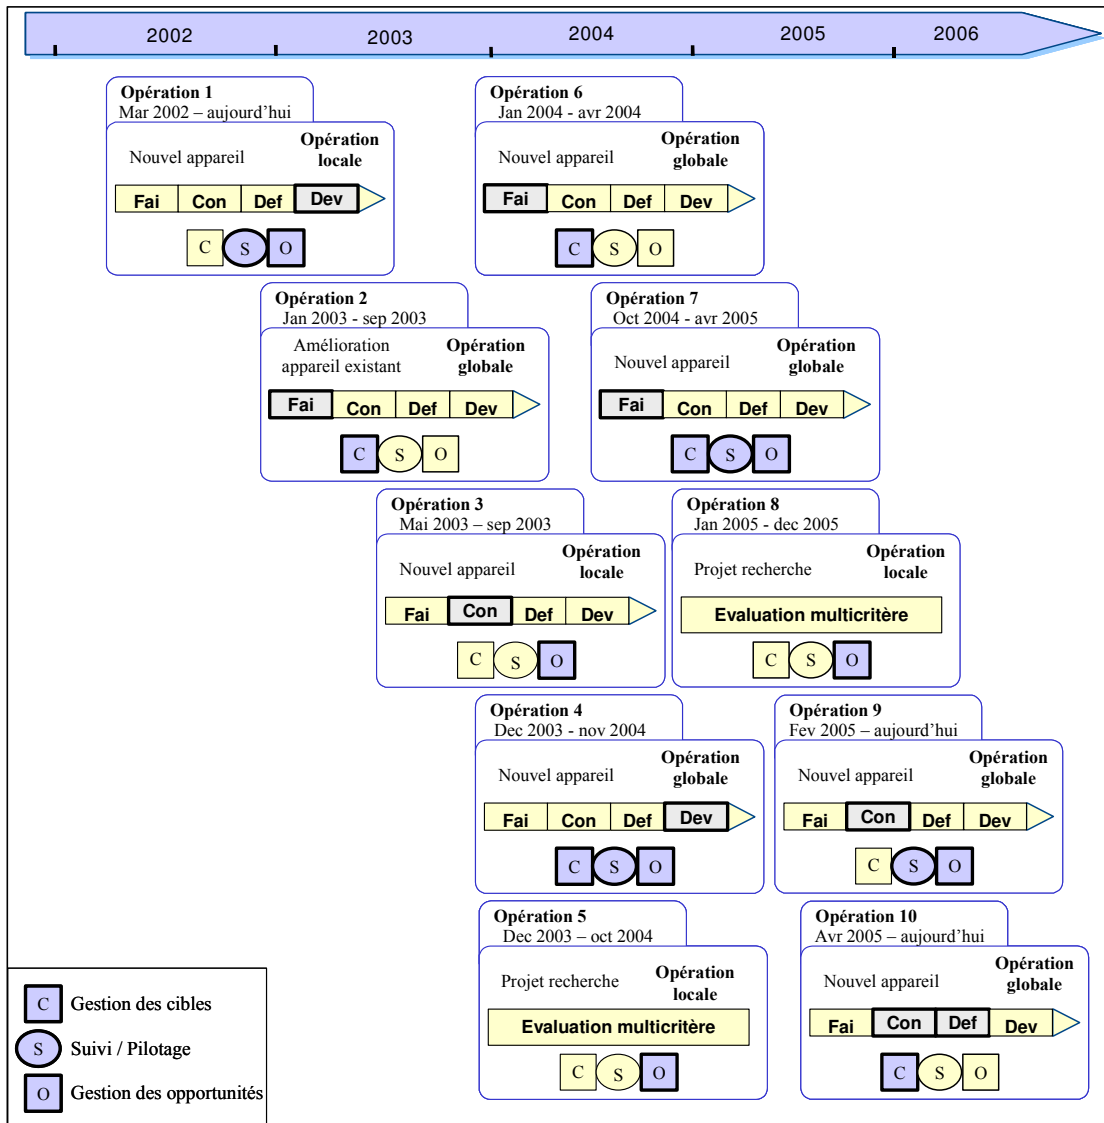 2002 2003 2004 2005 2006
Opération 1
Mar 2002 – aujourd’hui
Nouvel appareil
Opération
locale
Fai Con Def Dev
C S O
Opération 6
Jan 2004 - avr 2004
Nouvel appareil
Opération
globale
Fai Con Def Dev
C S O
Opération 2
Jan 2003 - sep 2003
Amélioration
appareil existant
Opération
globale
Fai Con Def Dev
C S O
Opération 7
Oct 2004 - avr 2005
Nouvel appareil
Opération
globale
Fai Con Def Dev
C S O
Opération 3
Mai 2003 – sep 2003
Nouvel appareil
Opération
locale
Fai Con Def Dev
C S O
Opération 8
Jan 2005 - dec 2005
Projet recherche
Opération
locale
Evaluation multicritère
C S O
Opération 4
Dec 2003 - nov 2004
Nouvel appareil
Opération
globale
Fai Con Def Dev
C S O
Opération 9
Fev 2005 – aujourd’hui
Nouvel appareil
Opération
globale
Fai Con Def Dev
C S O
Opération 5
Dec 2003 – oct 2004
Projet recherche
Opération
locale
Evaluation multicritère
C S O
Opération 10
Avr 2005 – aujourd’hui
Nouvel appareil
Opération
globale
Fai Con Def Dev
C S O
C Gestion des cibles
S Suivi / Pilotage
O Gestion des opportunités